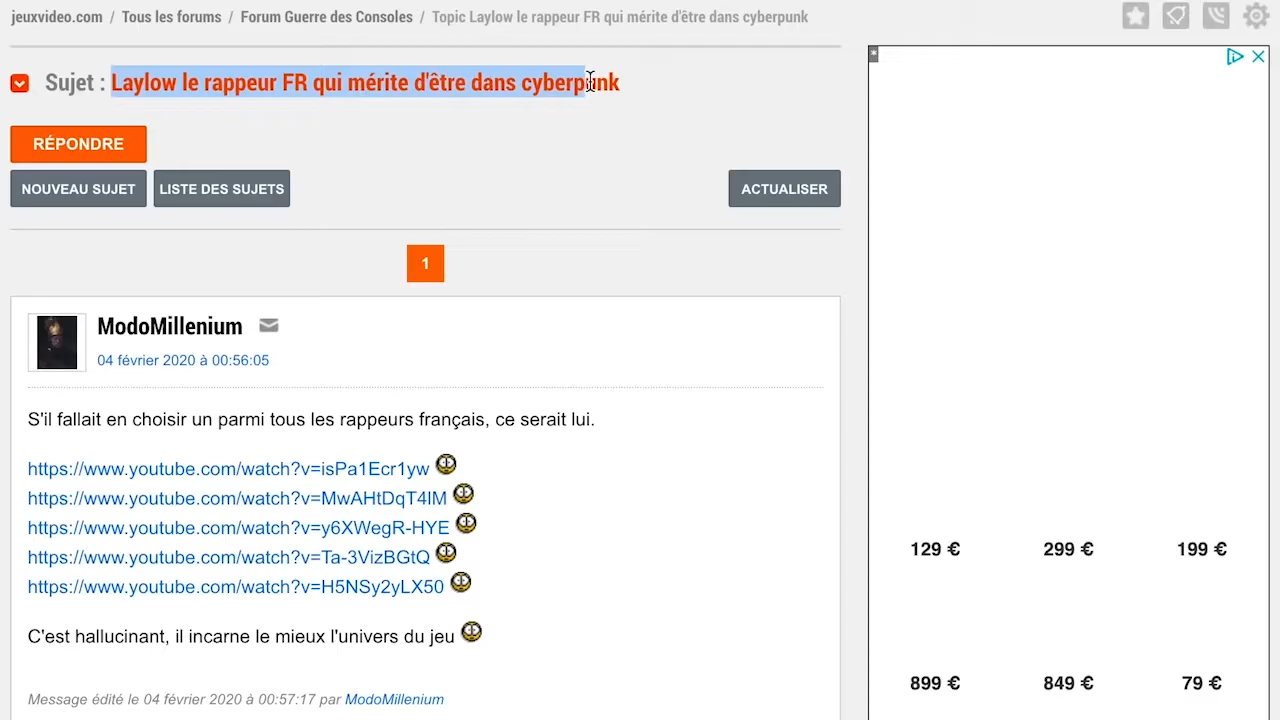 jeuxvideo.com / Tous les forums / Forum Guerre des Consoles / Topic Laylow le rappeur FR qui mérite d'être dans cyberpunk
Sujet : Laylow le rappeur FR qui mérite d'être dans cyberpunk
RÉPONDRE
NOUVEAU SUJET LISTE DES SUJETS ACTUALISER
1
ModoMillenium
04 février 2020 à 00:56:05
S'il fallait en choisir un parmi tous les rappeurs français, ce serait lui.
https://www.youtube.com/watch?v=isPa1Ecr1yw
https://www.youtube.com/watch?v=MwAHtDqT4lM
https://www.youtube.com/watch?v=y6XWegR-HYE
https://www.youtube.com/watch?v=Ta-3VizBGtQ
https://www.youtube.com/watch?v=H5NSy2yLX50
C'est hallucinant, il incarne le mieux l'univers du jeu
Message édité le 04 février 2020 à 00:57:17 par ModoMillenium
129 € 299 € 199 €
899 € 849 € 79 €